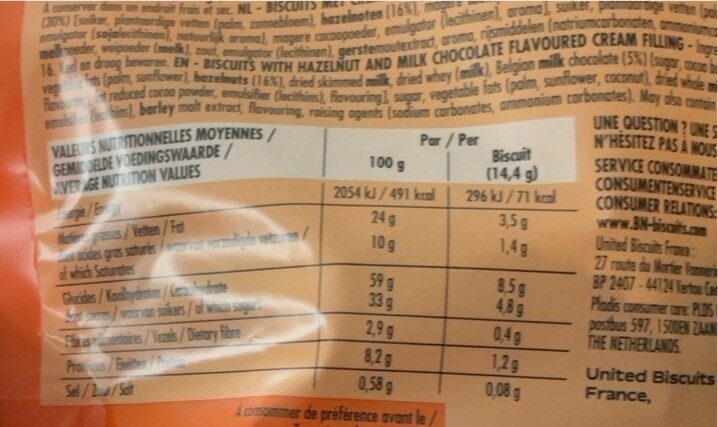 A conserver dans un endroit frais et sec. NL - BISCUITS MET
(30%) [suiker, plantaardige vetten (palm, zonnebloem), hazelnoten (16%), magere
emulgator (sojalecithinen), natuurlijk aroma], magere cacaopoeder, emulgator (lecithinen), aroma], suiker, plantaardige vetten
melkpoeder, weipoeder (melk), zout, emulgator (lecithinen), gerstemoutextract, aroma, rijsmiddelen (natriumcarbonaten,
16. en droog bewaren. EN - BISCUITS WITH HAZELNUT AND MILK CHOCOLATE FLAVOURED CREAM FILLING -
fats (palm, sunflower), hazelnuts (16%), dried skimmed milk, dried whey (milk), Belgian milk chocolate (5%) (sugar, cocoa
flavouring], fat reduced cocoa powder, emulsifier (lecithins), flavouring], sugar, vegetable fats (palm, sunflower, coconut), dried whole
barley malt extract, flavouring, raising agents (sodium carbonates, ammonium carbonates). May also contain
VALEURS NUTRITIONNELLES MOYENNES /
GEMIDDELDE VOEDINGSWAARDE /
AVERAGE NUTRITION VALUES
Par / Per
100 g
Biscuit
(14,4 g)
Energie / Energy 2054 kJ / 491 kcal 296 kJ / 71 kcal
Matières grasses / Vetten / Fat 24 g 3,5 g
dont acides gras saturés / waarvan verzadigde vetzuren / 10 g 1,4 g
of which Saturates
Glucides / Koolhydraten / Carbohydrate 59 g 8,5 g
dont sucres / waarvan suikers / of which sugars 33 g 4,8 g
Fibres alimentaires / Vezels / Dietary fibre 2,9 g 0,4 g
Protéines / Eiwitten / Protein 8,2 g 1,2 g
Sel / Zout / Salt 0,58 g 0,08 g
A consommer de préférence avant le /
UNE QUESTION ? UNE
N'HÉSITEZ PAS À NOUS
SERVICE CONSOMMATE
CONSUMENTENSERVICE
CONSUMER RELATIONS
www.BN-biscuits.com
United Biscuits France :
27 route du Mortier Vannerie
BP 2407 - 44124 Vertou
Pladis consumer care: PLDS
postbus 597, 1500EN ZAAN
THE NETHERLANDS.
United Biscuits
France,